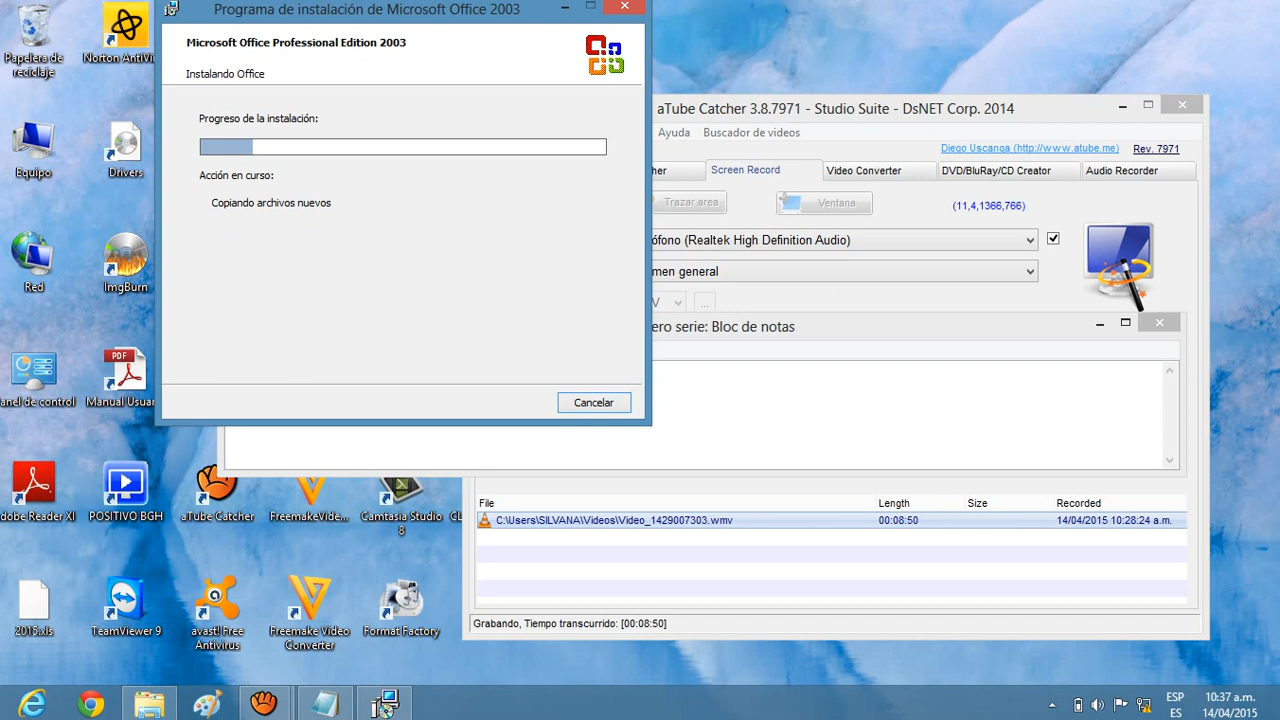 Programa de instalación de Microsoft Office 2003
Microsoft Office Professional Edition 2003
Instalando Office
Progreso de la instalación:
Acción en curso:
Copiando archivos nuevos
Cancelar
aTube Catcher 3.8.7971 - Studio Suite - DsNET Corp. 2014
Ayuda Buscador de videos
Diego Uscanga (http://www.atube.me) Rev. 7971
her Screen Record Video Converter DVD/BluRay/CD Creator Audio Recorder
Trazar area Ventana (11,4,1366,766)
ófono (Realtek High Definition Audio)
men general
V ...
ero serie: Bloc de notas
File Length Size Recorded
C:\Users\SILVANA\Videos\Video_1429007303.wmv 00:08:50 14/04/2015 10:28:24 a.m.
Grabando, Tiempo transcurrido: [00:08:50]
Papelera de
reciclaje
Norton AntiVi
Equipo
Drivers
Red
ImgBurn
PDF
anel de control
Manual Usuar
dobe Reader XI
POSITIVO BGH
aTube Catcher
FreemakeVide...
Camtasia Studio
8
CL
2015.xls
TeamViewer 9
avast! Free
Antivirus
Freemake Video
Converter
Format Factory
ESP
ES
10:37 a.m.
14/04/2015